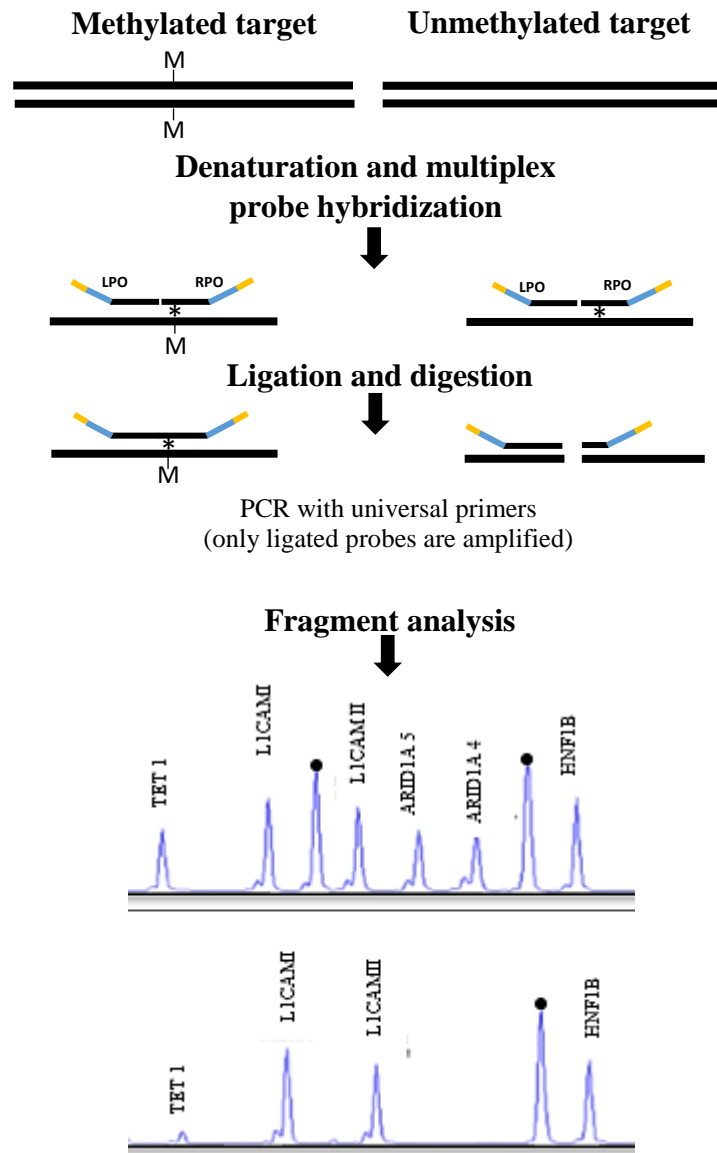 Methylated target
Unmethylated target
M
M
Denaturation and multiplex
probe hybridization
LPO
RPO
*
M
LPO
RPO
*
Ligation and digestion
*
M
PCR with universal primers
(only ligated probes are amplified)
Fragment analysis
TET 1
L1CAMI
L1CAM II
ARID1A 5
ARID1A 4
HNF1B
TET 1
L1CAMI
L1CAMII
HNF1B